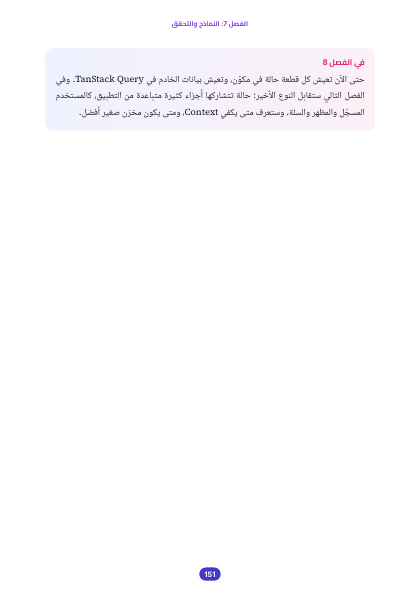 الفصل 7: النماذج والتحقق
في الفصل 8
حتى الآن تعيش كل قطعة حالة في مكوّن، وتعيش بيانات الخادم في TanStack Query. وفي
الفصل التالي ستقابل النوع الأخير: حالة تتشاركها أجزاء كثيرة متباعدة من التطبيق، كالمستخدم
المسجّل والمظهر والسلة. وستعرف متى يكفي Context، ومتى يكون مخزن صغير أفضل.
151